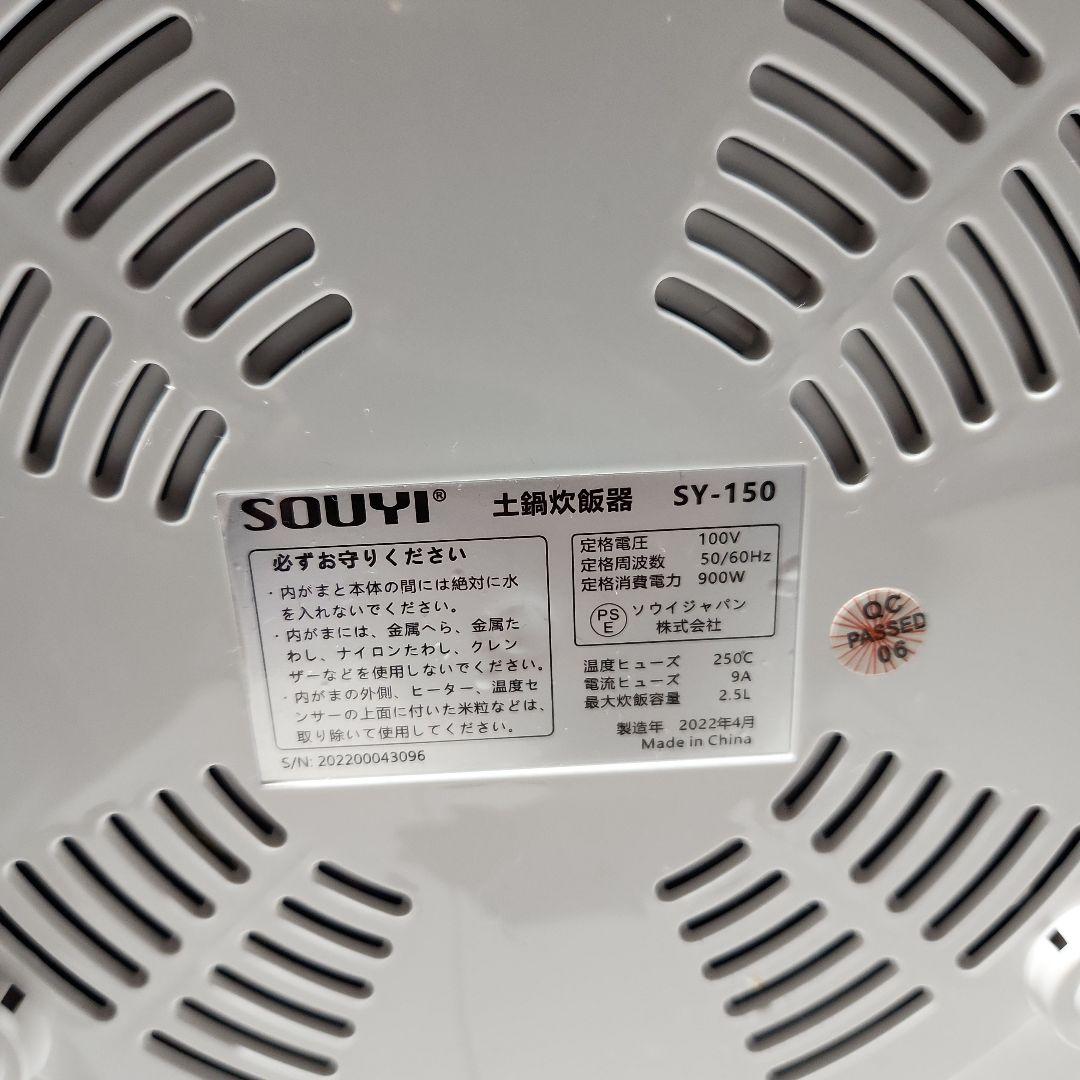 SOUYI® 土鍋炊飯器 SY-150
必ずお守りください
・内がまと本体の間には絶対に水
を入れないでください。
・内がまには、金属へら、金属た
わし、ナイロンたわし、クレン
ザーなどを使用しないでください。
・内がまの外側、ヒーター、温度セ
ンサーの上面に付いた米粒などは、
取り除いて使用してください。
S/N: 202200043096
定格電圧 100V
定格周波数 50/60Hz
定格消費電力 900W
PS
E
ソウイジャパン
株式会社
温度ヒューズ 250℃
電流ヒューズ 9A
最大炊飯容量 2.5L
製造年 2022年4月
Made in China
QC
PASSED
06